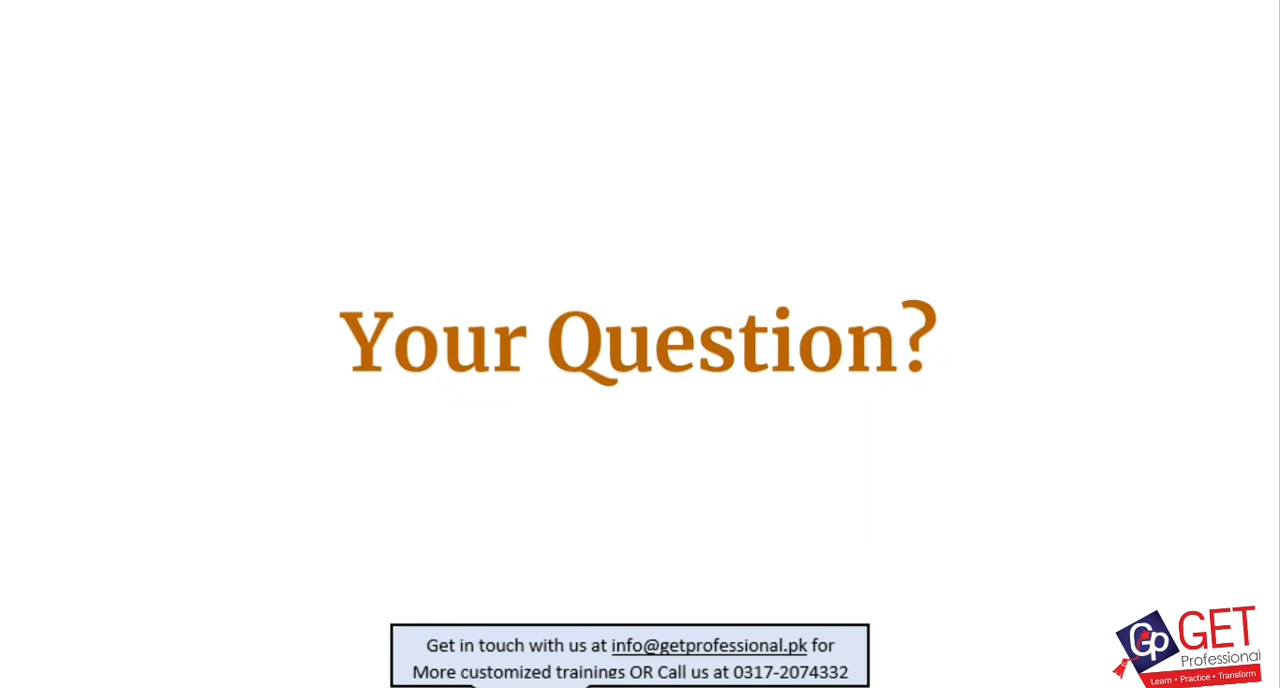 Your Question?
Get in touch with us at info@getprofessional.pk for
More customized trainings OR Call us at 0317-2074332
Gp GET
Professional
Learn • Practice • Transform